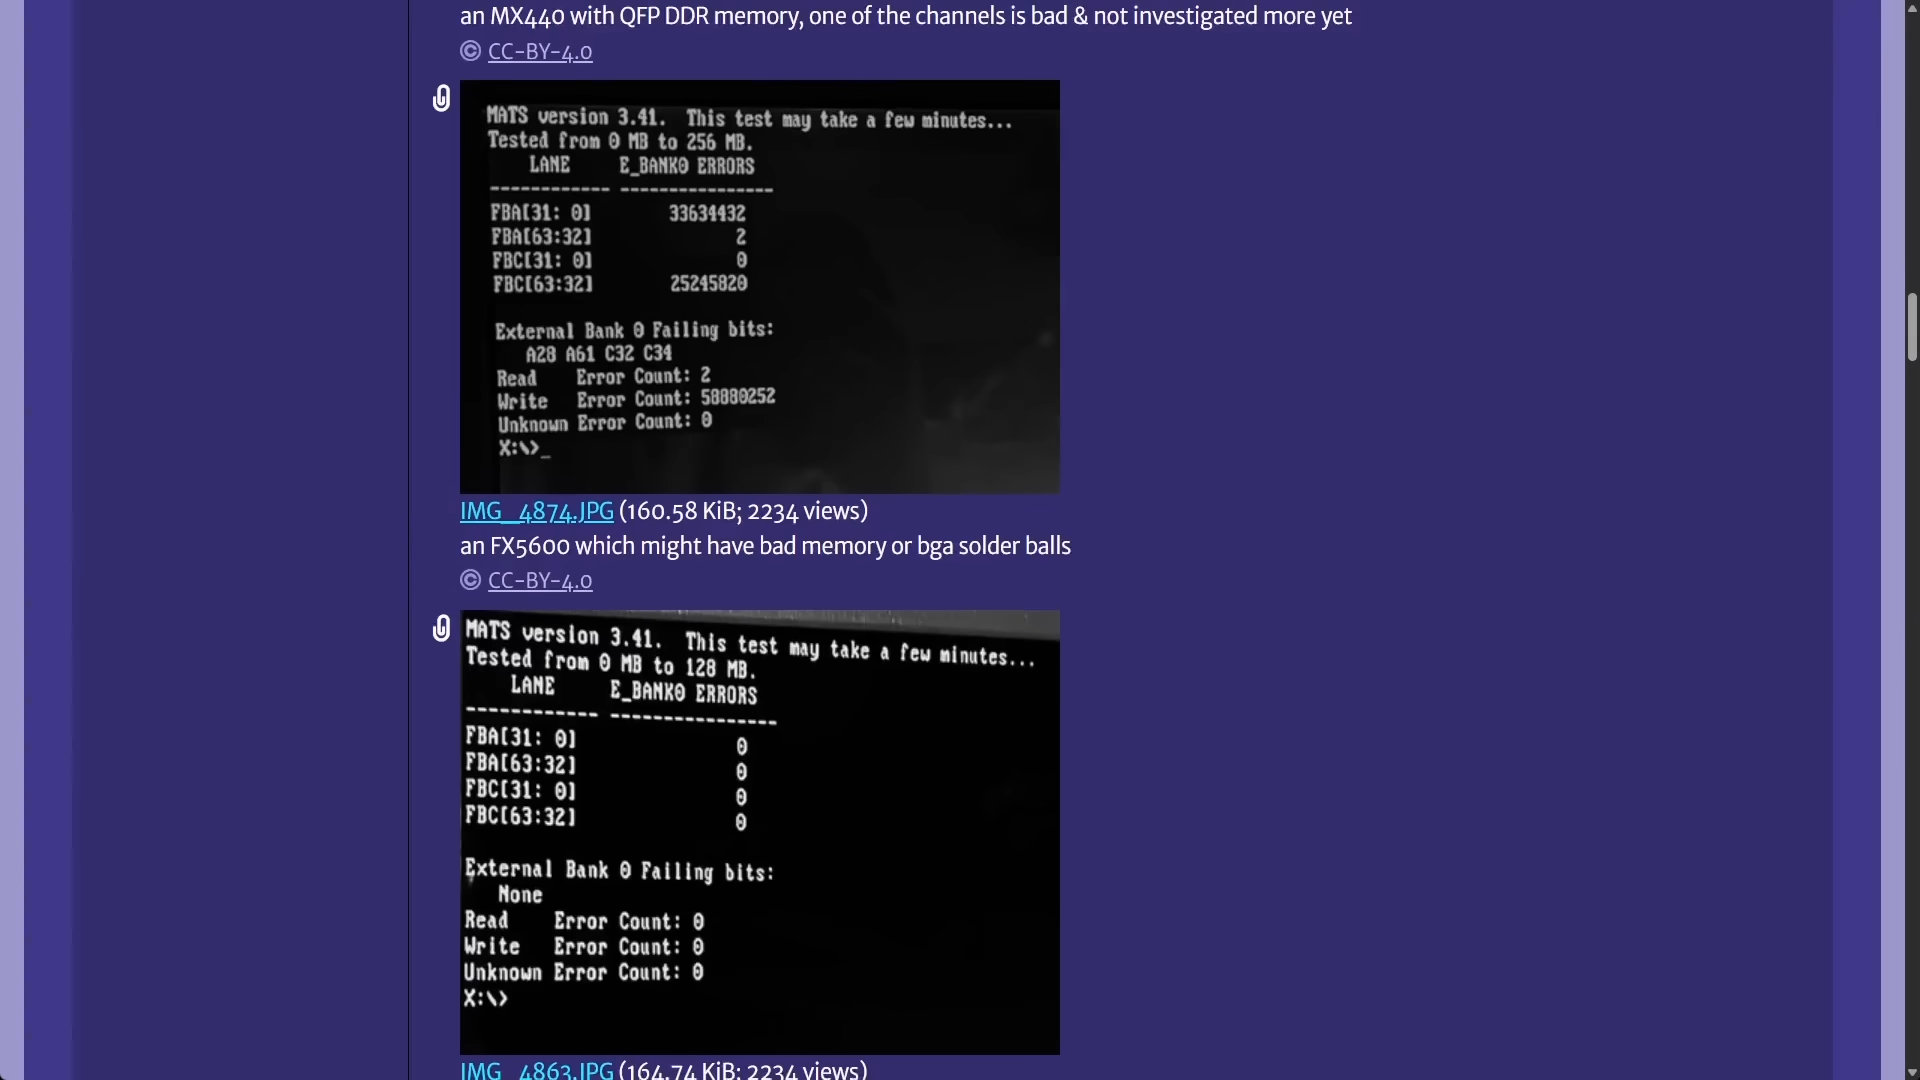 an MX440 with QFP DDR memory, one of the channels is bad & not investigated more yet
© CC-BY-4.0
MATS version 3.41.  This test may take a few minutes...
Tested from 0 MB to 256 MB.
LANE E_BANK0 ERRORS
------------ ----------------
FBA[31: 0] 33634432
FBA[63:32] 2
FBC[31: 0] 0
FBC[63:32] 25245820
External Bank 0 Failing bits:
A28 A61 C32 C34
Read Error Count: 2
Write Error Count: 58880252
Unknown Error Count: 0
X:\>_
IMG_4874.JPG (160.58 KiB; 2234 views)
an FX5600 which might have bad memory or bga solder balls
© CC-BY-4.0
MATS version 3.41.  This test may take a few minutes...
Tested from 0 MB to 128 MB.
LANE E_BANK0 ERRORS
------------ ----------------
FBA[31: 0] 0
FBA[63:32] 0
FBC[31: 0] 0
FBC[63:32] 0
External Bank 0 Failing bits:
None
Read Error Count: 0
Write Error Count: 0
Unknown Error Count: 0
X:\>
IMG_4863.JPG (164.74 KiB; 2234 views)